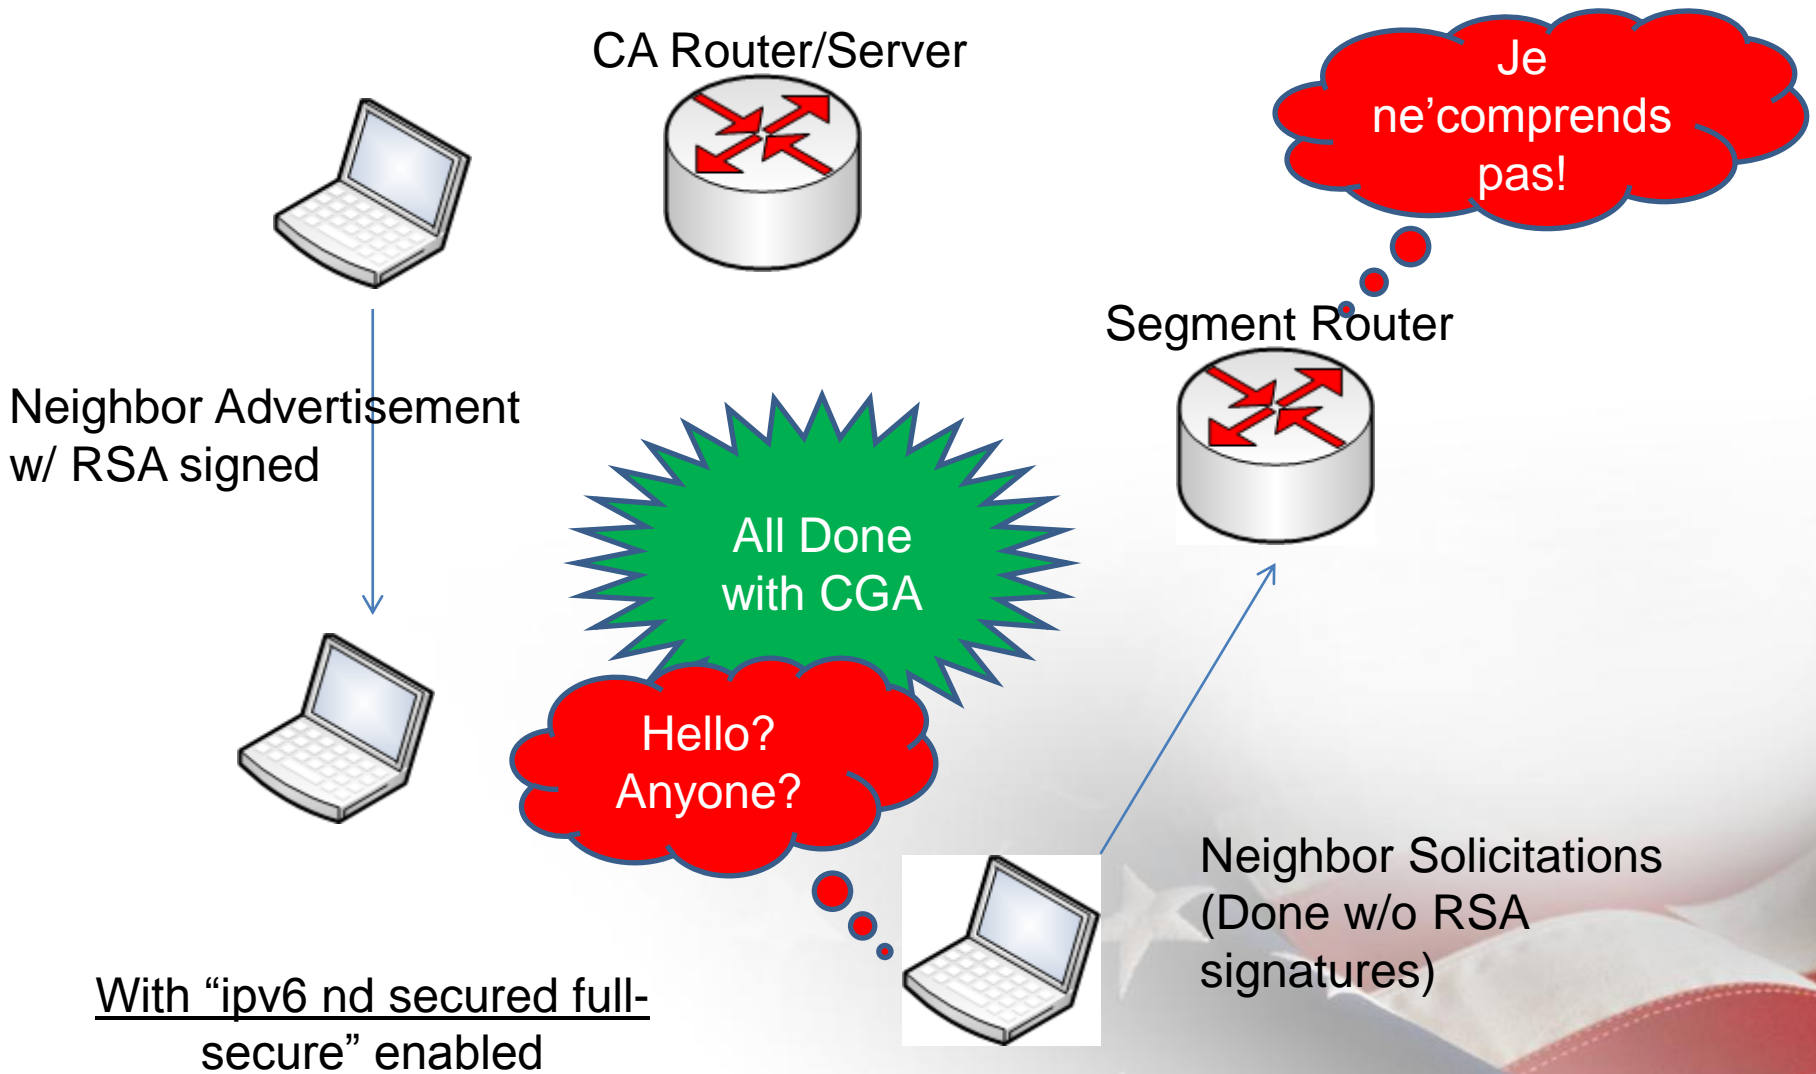 CA Router/Server
Je
ne’comprends
pas!
Segment Router
Neighbor Advertisement
w/ RSA signed
All Done
with CGA
Hello?
Anyone?
Neighbor Solicitations
(Done w/o RSA
signatures)
With “ipv6 nd secured full-
secure” enabled